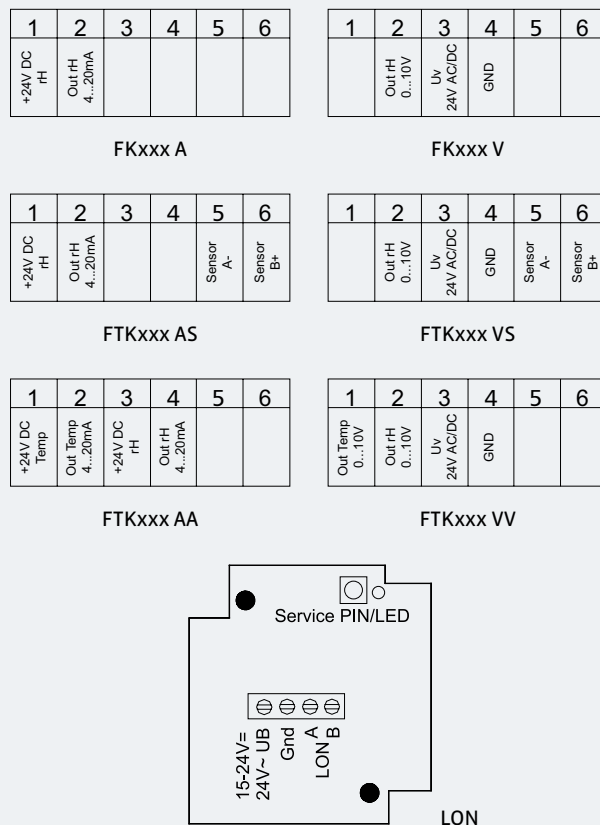 1 2 3 4 5 6
+24V DC
rH
Out rH
4...20mA
FKxxx A
1 2 3 4 5 6
Out rH
0...10V
Uv
24V AC/DC
GND
FKxxx V
1 2 3 4 5 6
+24V DC
rH
Out rH
4...20mA
Sensor
A-
Sensor
B+
FTKxxx AS
1 2 3 4 5 6
Out rH
0...10V
Uv
24V AC/DC
GND
Sensor
A-
Sensor
B+
FTKxxx VS
1 2 3 4 5 6
+24V DC
Temp
Out Temp
4...20mA
+24V DC
rH
Out rH
4...20mA
FTKxxx AA
1 2 3 4 5 6
Out Temp
0...10V
Out rH
0...10V
Uv
24V AC/DC
GND
FTKxxx VV
Service PIN/LED
15-24V=
24V~ UB
Gnd
A
LON
B
LON